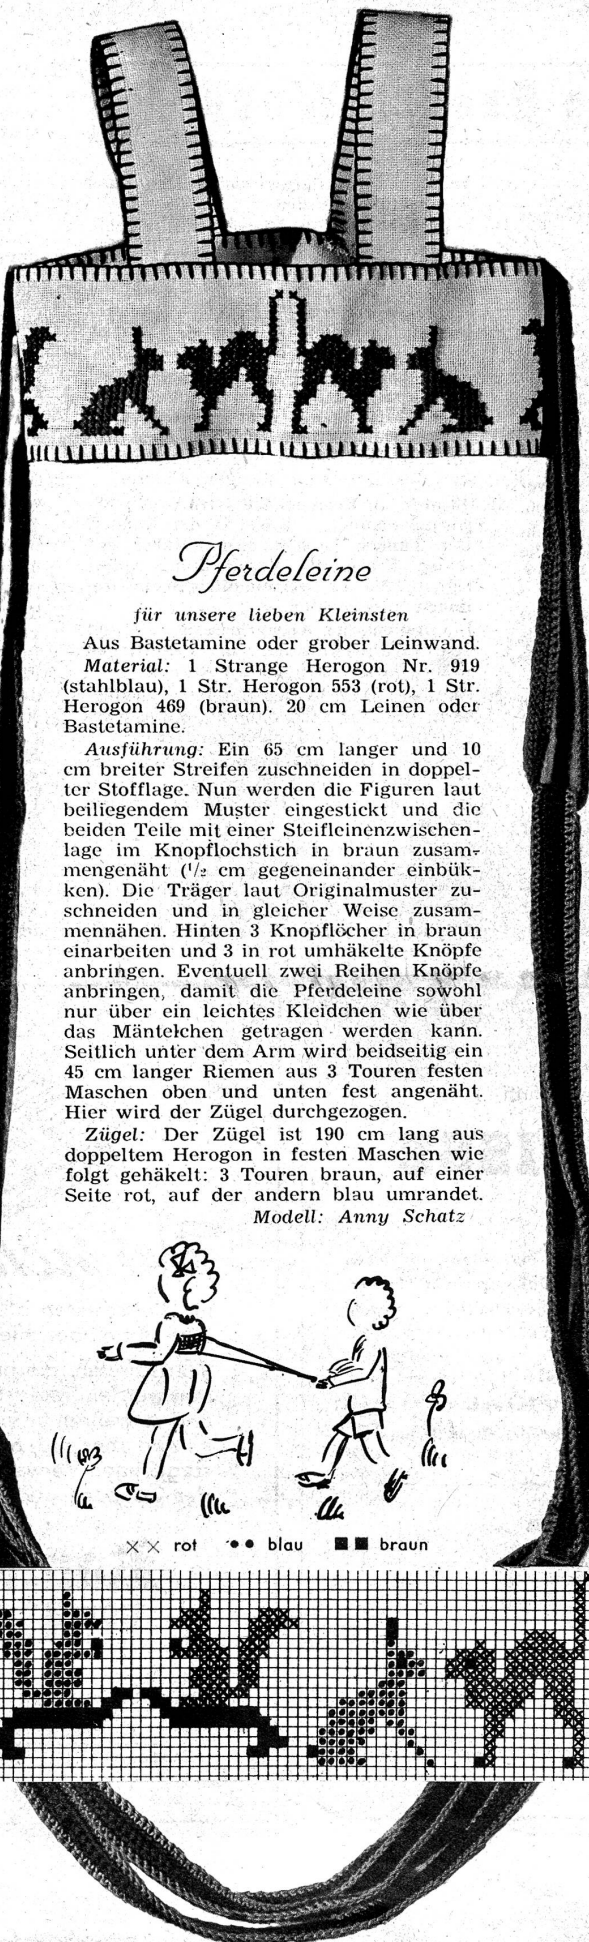 Pferdeleine
für unsere lieben Kleinsten
Aus Bastetamine oder grober Leinwand.
Material: 1 Strange Herogon Nr. 919
(stahlblau), 1 Str. Herogon 553 (rot), 1 Str.
Herogon 469 (braun). 20 cm Leinen oder
Bastetamine.
Ausführung: Ein 65 cm langer und 10
cm breiter Streifen zuschneiden in doppel-
ter Stofflage. Nun werden die Figuren laut
beiliegendem Muster eingestickt und die
beiden Teile mit einer Steifleinenzwischen-
lage im Knopflochstich in braun zusam-
mengenäht (1/2 cm gegeneinander einbük-
ken). Die Träger laut Originalmuster zu-
schneiden und in gleicher Weise zusam-
mennähen. Hinten 3 Knopflöcher in braun
einarbeiten und 3 in rot umhäkelte Knöpfe
anbringen. Eventuell zwei Reihen Knöpfe
anbringen, damit die Pferdeleine sowohl
nur über ein leichtes Kleidchen wie über
das Mäntelchen getragen werden kann.
Seitlich unter dem Arm wird beidseitig ein
45 cm langer Riemen aus 3 Touren festen
Maschen oben und unten fest angenäht.
Hier wird der Zügel durchgezogen.
Zügel: Der Zügel ist 190 cm lang aus
doppeltem Herogon in festen Maschen wie
folgt gehäkelt: 3 Touren braun, auf einer
Seite rot, auf der andern blau umrandet.
Modell: Anny Schatz
rot blau braun